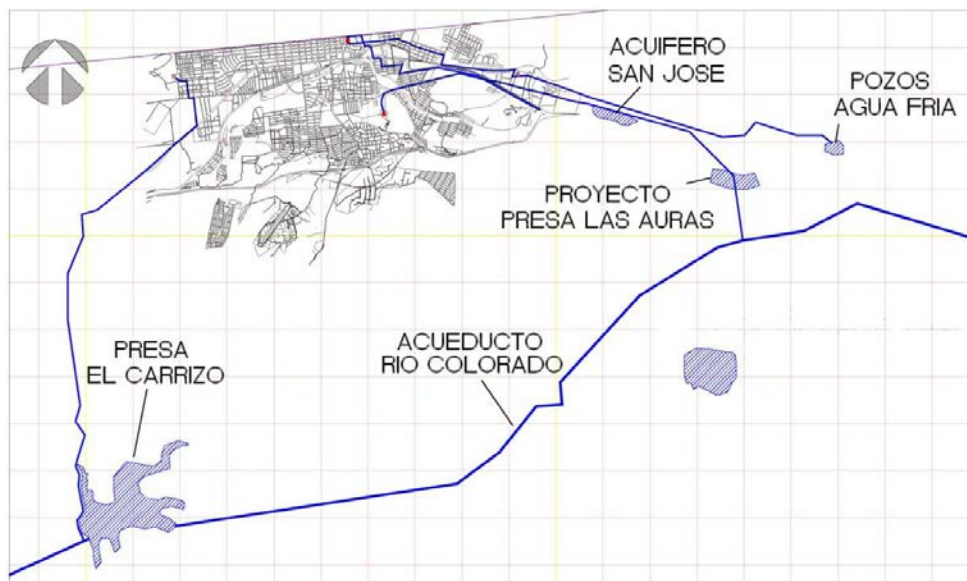 ACUIFERO
SAN JOSE
POZOS
AGUA FRIA
PROYECTO
PRESA LAS AURAS
PRESA
EL CARRIZO
ACUEDUCTO
RIO COLORADO